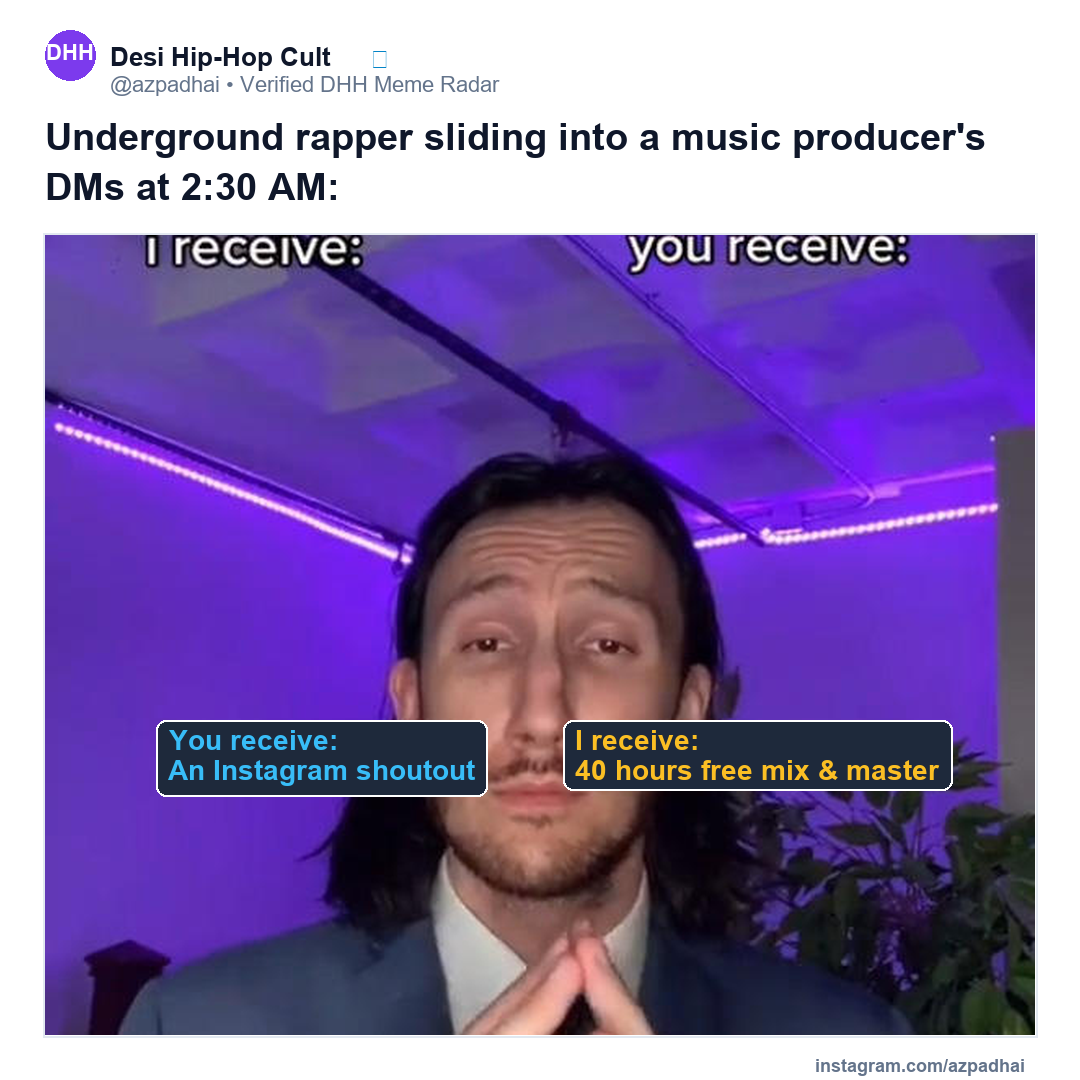 DHH
Desi Hip-Hop Cult
@azpadhai • Verified DHH Meme Radar
Underground rapper sliding into a music producer's
DMs at 2:30 AM:
I receive:
you receive:
You receive:
An Instagram shoutout
I receive:
40 hours free mix & master
instagram.com/azpadhai